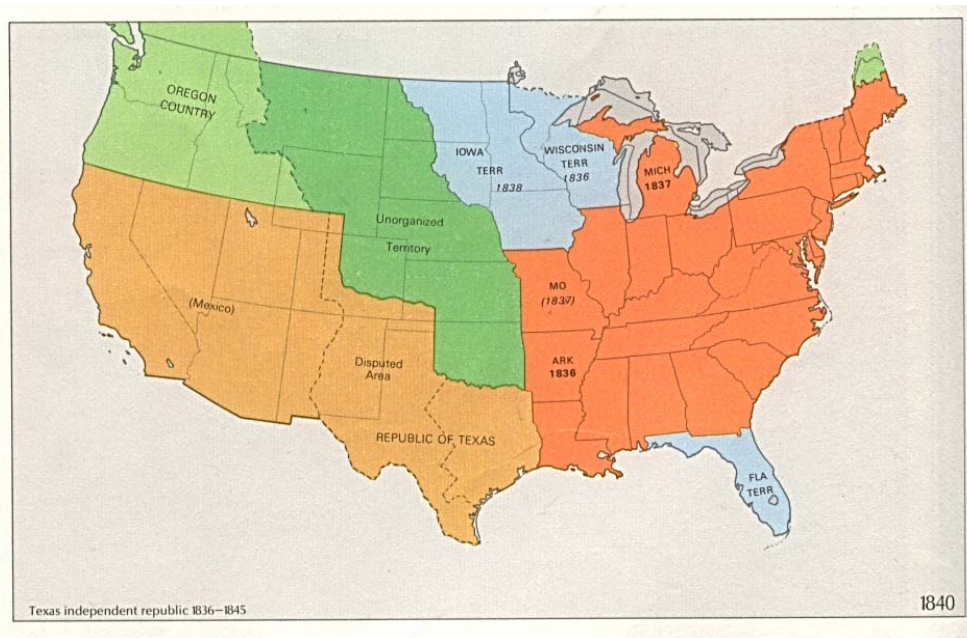 OREGON
COUNTRY
IOWA
TERR
1838
WISCONSIN
TERR
1836
MICH
1837
Unorganized
Territory
MO
(1837)
(Mexico)
ARK
1836
Disputed
Area
REPUBLIC OF TEXAS
FLA
TERR
Texas independent republic 1836–1845
1840